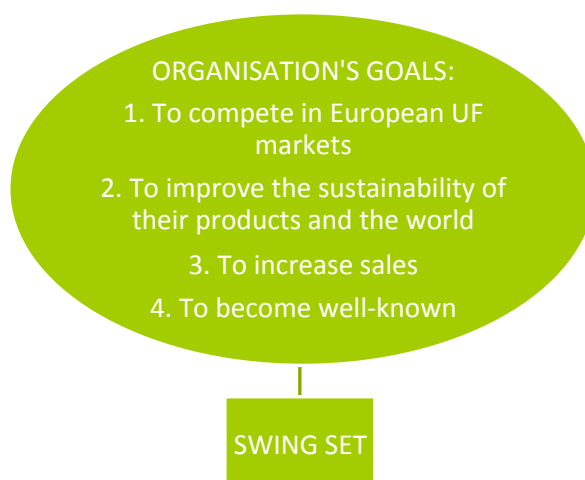 ORGANISATION'S GOALS:
1. To compete in European UF
markets
2. To improve the sustainability of
their products and the world
3. To increase sales
4. To become well-known
SWING SET